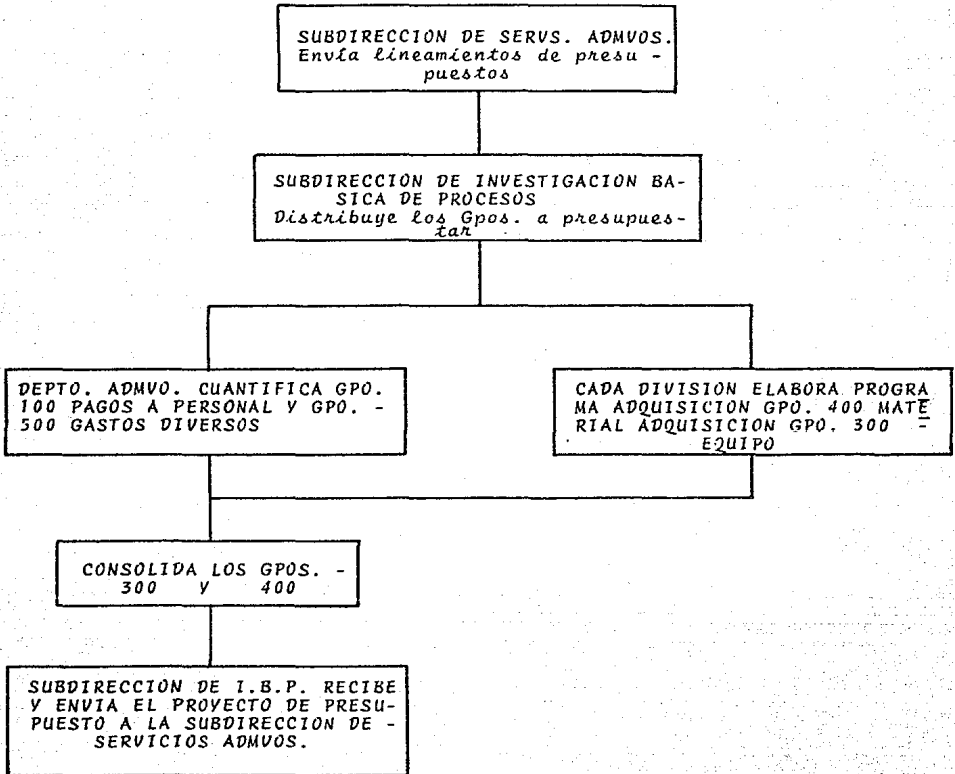 SUBDIRECCION DE SERVS. ADMVOS.
Envía lineamientos de presu -
puestos
SUBDIRECCION DE INVESTIGACION BA-
SICA DE PROCESOS
Distribuye los Gpos. a presupues-
tar
DEPTO. ADMVO. CUANTIFICA GPO.
100 PAGOS A PERSONAL Y GPO. -
500 GASTOS DIVERSOS
CADA DIVISION ELABORA PROGRA
MA ADQUISICION GPO. 400 MATE
RIAL ADQUISICION GPO. 300 -
EQUIPO
CONSOLIDA LOS GPOS. -
300 Y 400
SUBDIRECCION DE I.B.P. RECIBE
Y ENVIA EL PROYECTO DE PRESU-
PUESTO A LA SUBDIRECCION DE -
SERVICIOS ADMVOS.